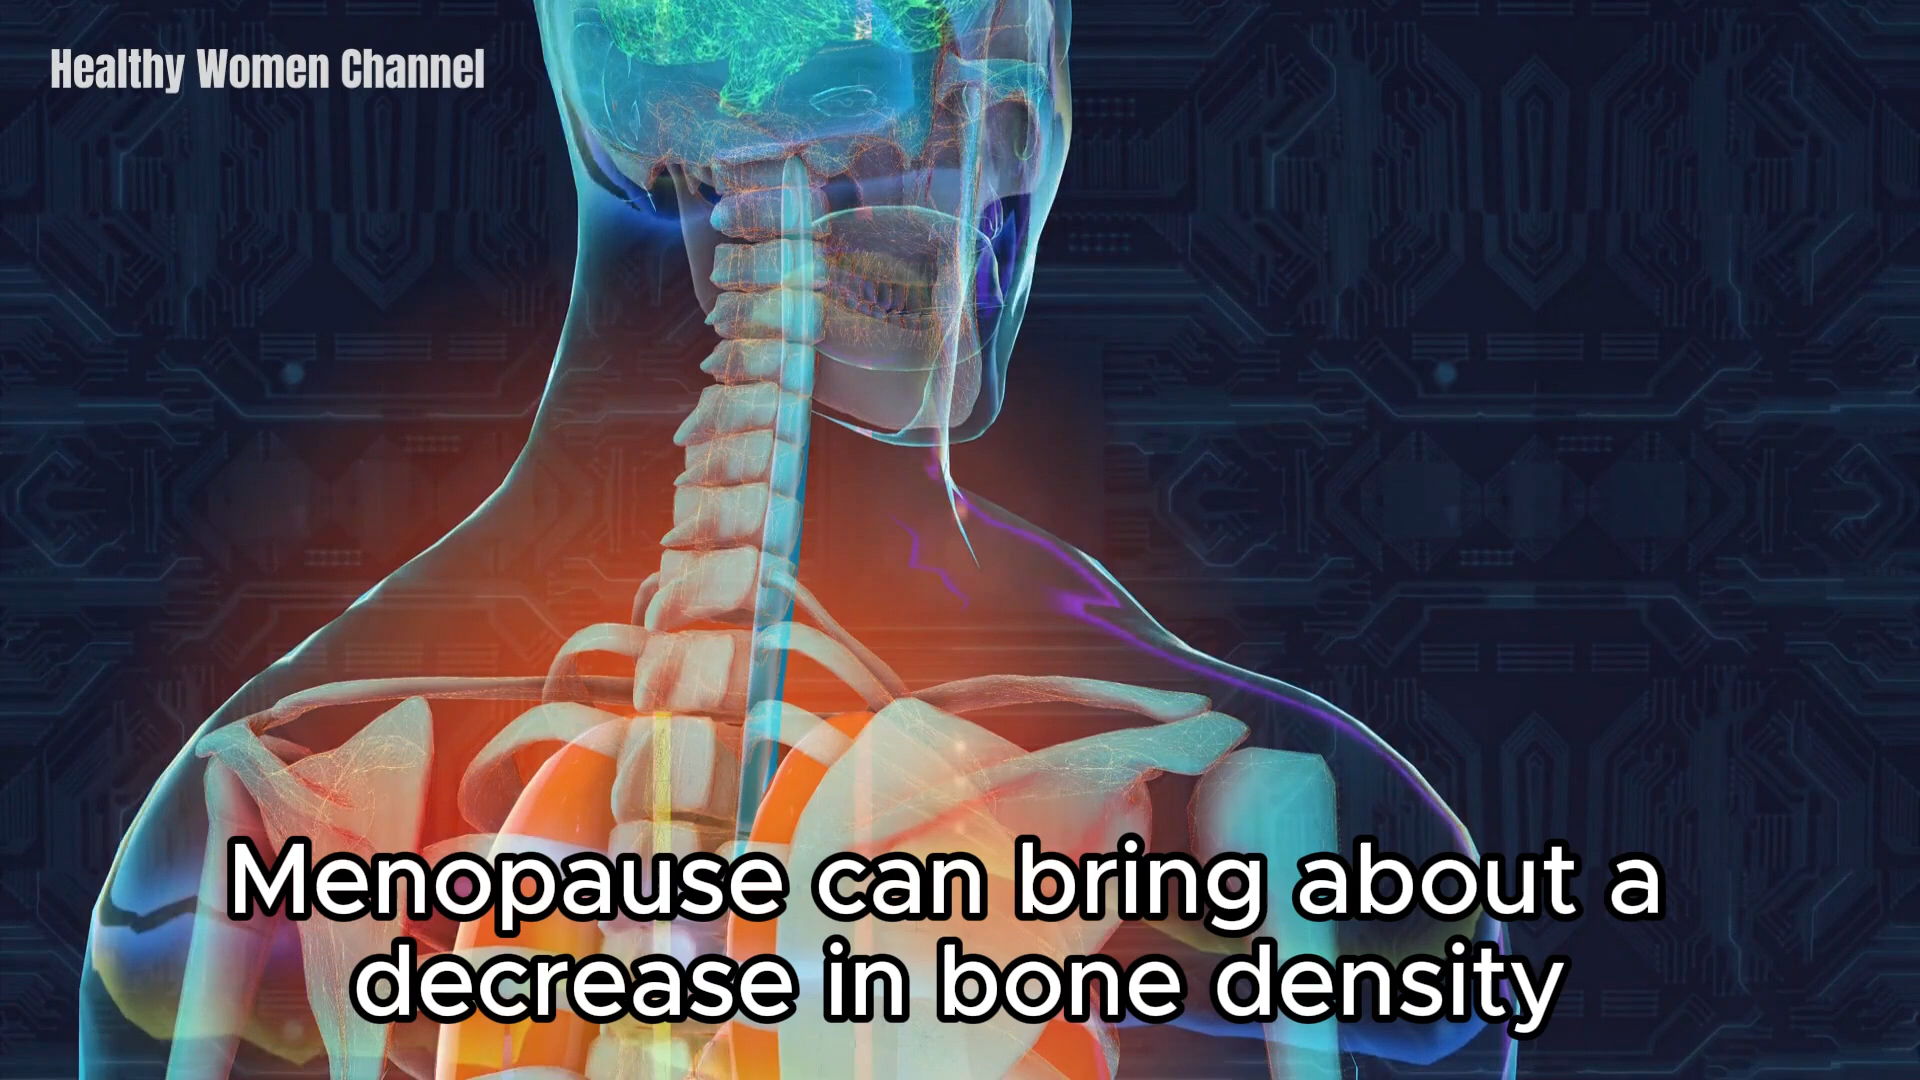 Healthy Women Channel
Menopause can bring about a
decrease in bone density